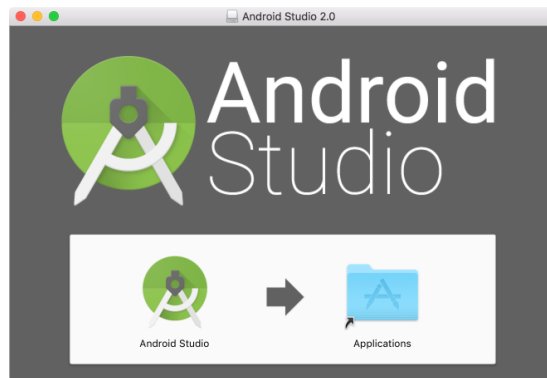 Android Studio 2.0
Android
Studio
Android Studio
Applications